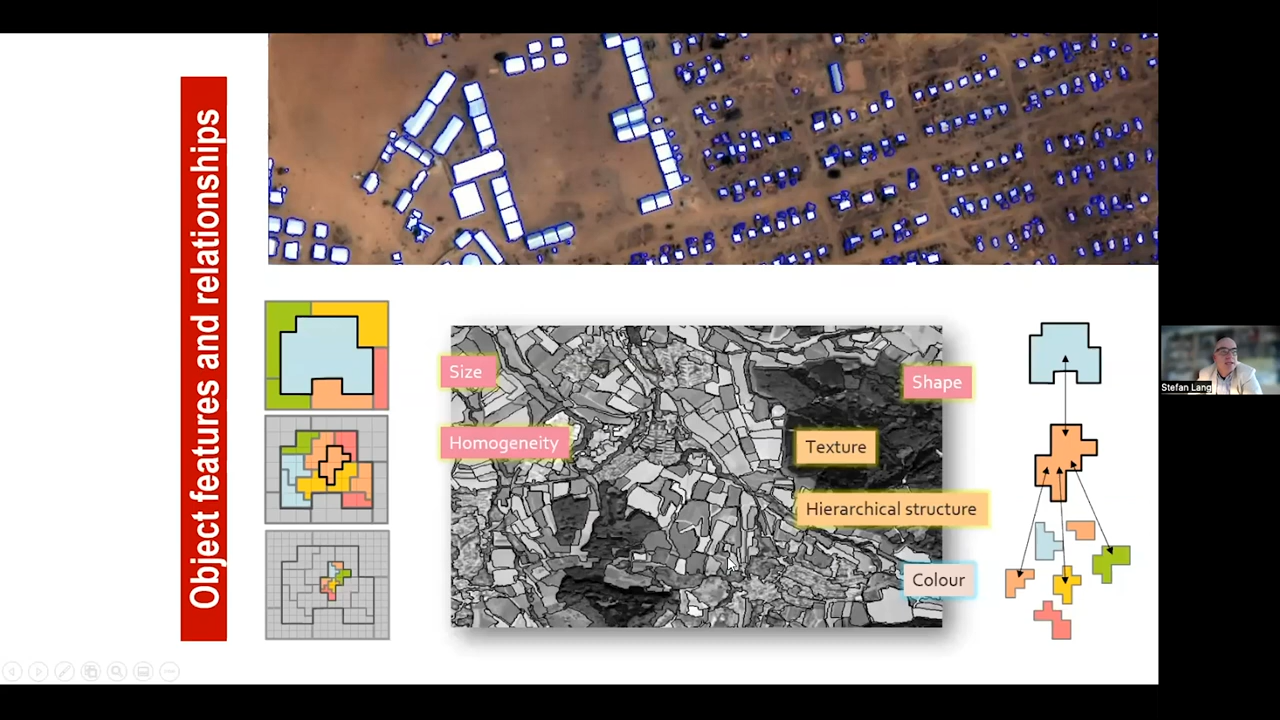 Object features and relationships
Size
Shape
Homogeneity
Texture
Hierarchical structure
Colour
Stefan Lang